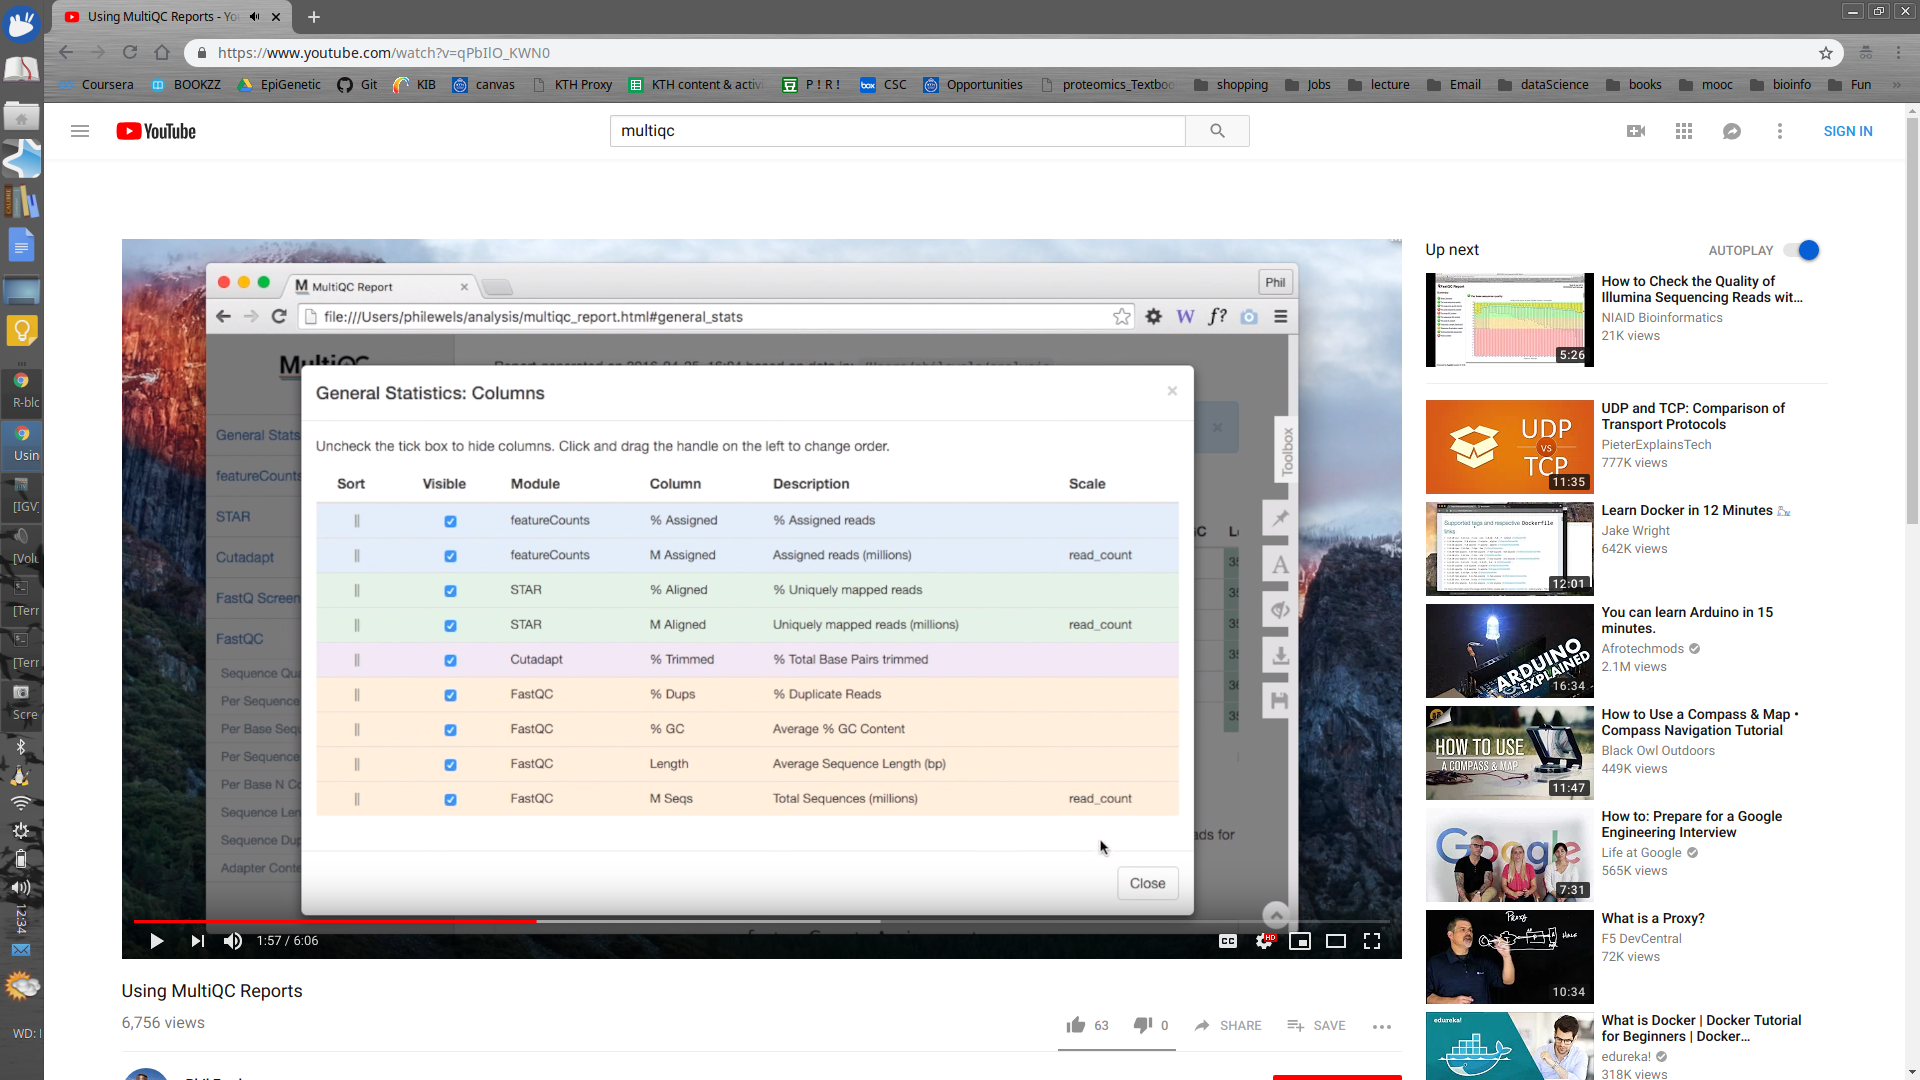 Using MultiQC Reports - Yo
https://www.youtube.com/watch?v=qPbIlO_KWN0
Coursera BOOKZZ EpiGenetic Git KIB canvas KTH Proxy KTH content & activ P ! R ! CSC Opportunities proteomics_Textboo shopping Jobs lecture Email dataScience books mooc bioinfo Fun
YouTube
multiqc
SIGN IN
MultiQC Report
Phil
file:///Users/philewels/analysis/multiqc_report.html#general_stats
MultiQC
General Statistics: Columns
Uncheck the tick box to hide columns. Click and drag the handle on the left to change order.
Sort Visible Module Column Description Scale
featureCounts % Assigned % Assigned reads
featureCounts M Assigned Assigned reads (millions) read_count
STAR % Aligned % Uniquely mapped reads
STAR M Aligned Uniquely mapped reads (millions) read_count
Cutadapt % Trimmed % Total Base Pairs trimmed
FastQC % Dups % Duplicate Reads
FastQC % GC Average % GC Content
FastQC Length Average Sequence Length (bp)
FastQC M Seqs Total Sequences (millions) read_count
Close
General Stats
featureCounts
STAR
Cutadapt
FastQ Screen
FastQC
Sequence Qu
Per Sequence
Per Base Seq
Per Sequence
Per Base N Co
Sequence Len
Sequence Dup
Adapter Conte
Toolbox
ads for
1:57 / 6:06
CC
HD
Using MultiQC Reports
6,756 views
63 0 SHARE SAVE
Up next
AUTOPLAY
5:26
How to Check the Quality of
Illumina Sequencing Reads wit...
NIAID Bioinformatics
21K views
UDP
VS
TCP
11:35
UDP and TCP: Comparison of
Transport Protocols
PieterExplainsTech
777K views
Supported tags and respective Dockerfile
links
12:01
Learn Docker in 12 Minutes
Jake Wright
642K views
ARDUINO
EXPLAINED
16:34
You can learn Arduino in 15
minutes.
Afrotechmods
2.1M views
HOW TO USE
A COMPASS & MAP
11:47
How to Use a Compass & Map •
Compass Navigation Tutorial
Black Owl Outdoors
449K views
Google
7:31
How to: Prepare for a Google
Engineering Interview
Life at Google
565K views
PROXY
10:34
What is a Proxy?
F5 DevCentral
72K views
edureka!
What is Docker | Docker Tutorial
for Beginners | Docker...
edureka!
318K views
R-blo
Usin
[IGV]
[Volu
[Terr
[Terr
Scre
12:34
WD: I